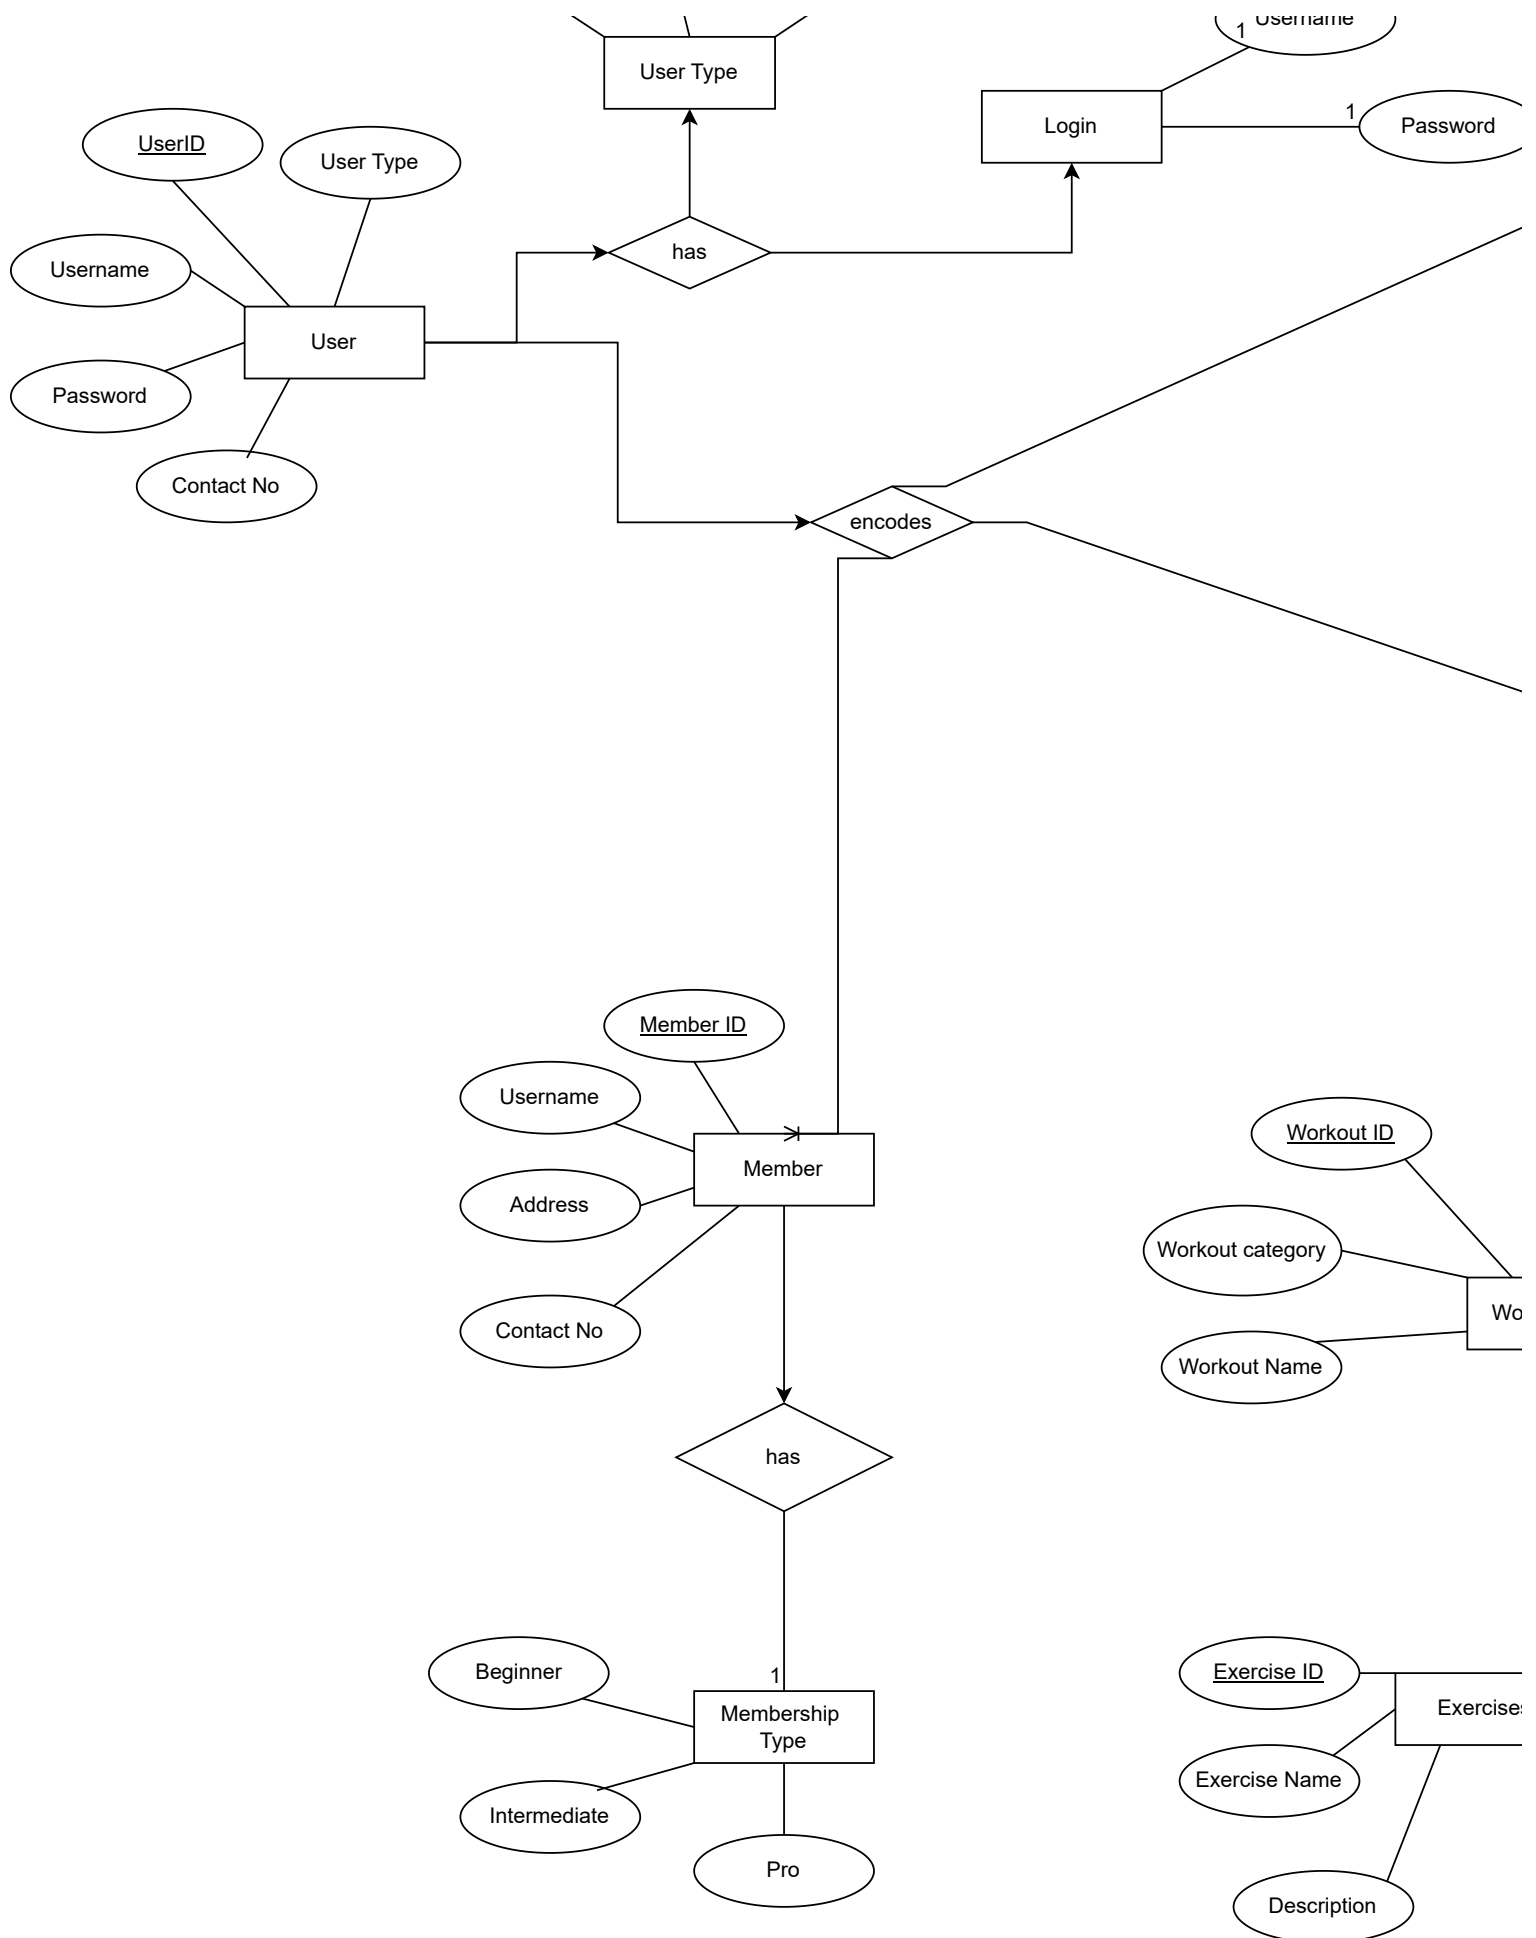 Username
1
User Type
Login
1
Password
UserID
User Type
has
Username
User
Password
Contact No
encodes
Member ID
Username
Member
Address
Contact No
Workout ID
Workout category
Wo
Workout Name
has
1
Beginner
Membership
Type
Intermediate
Pro
Exercise ID
Exercises
Exercise Name
Description